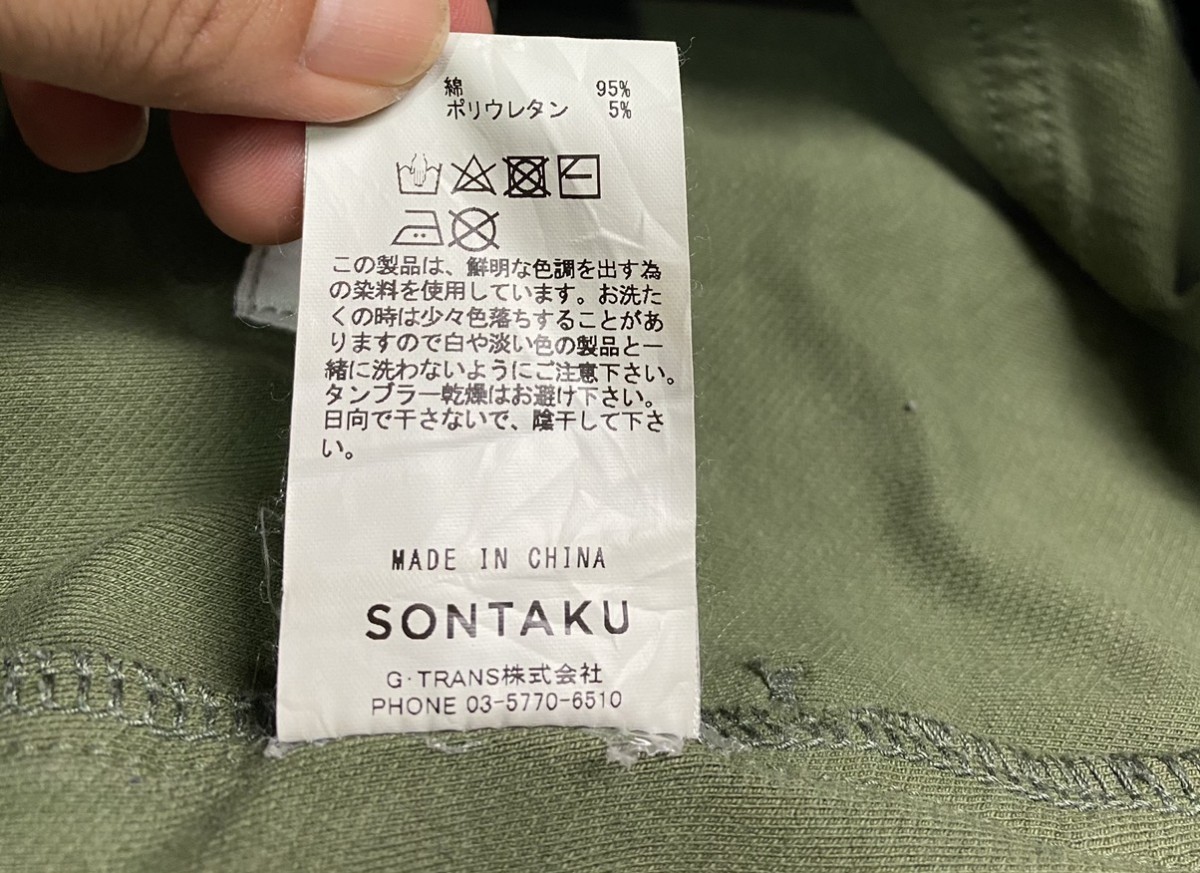 綿 95%
ポリウレタン 5%
この製品は、鮮明な色調を出す為
の染料を使用しています。お洗た
くの時は少々色落ちすることがあ
りますので白や淡い色の製品と一
緒に洗わないようにご注意下さい。
タンブラー乾燥はお避け下さい。
日向で干さないで、陰干して下さ
い。
MADE IN CHINA
SONTAKU
G·TRANS株式会社
PHONE 03-5770-6510